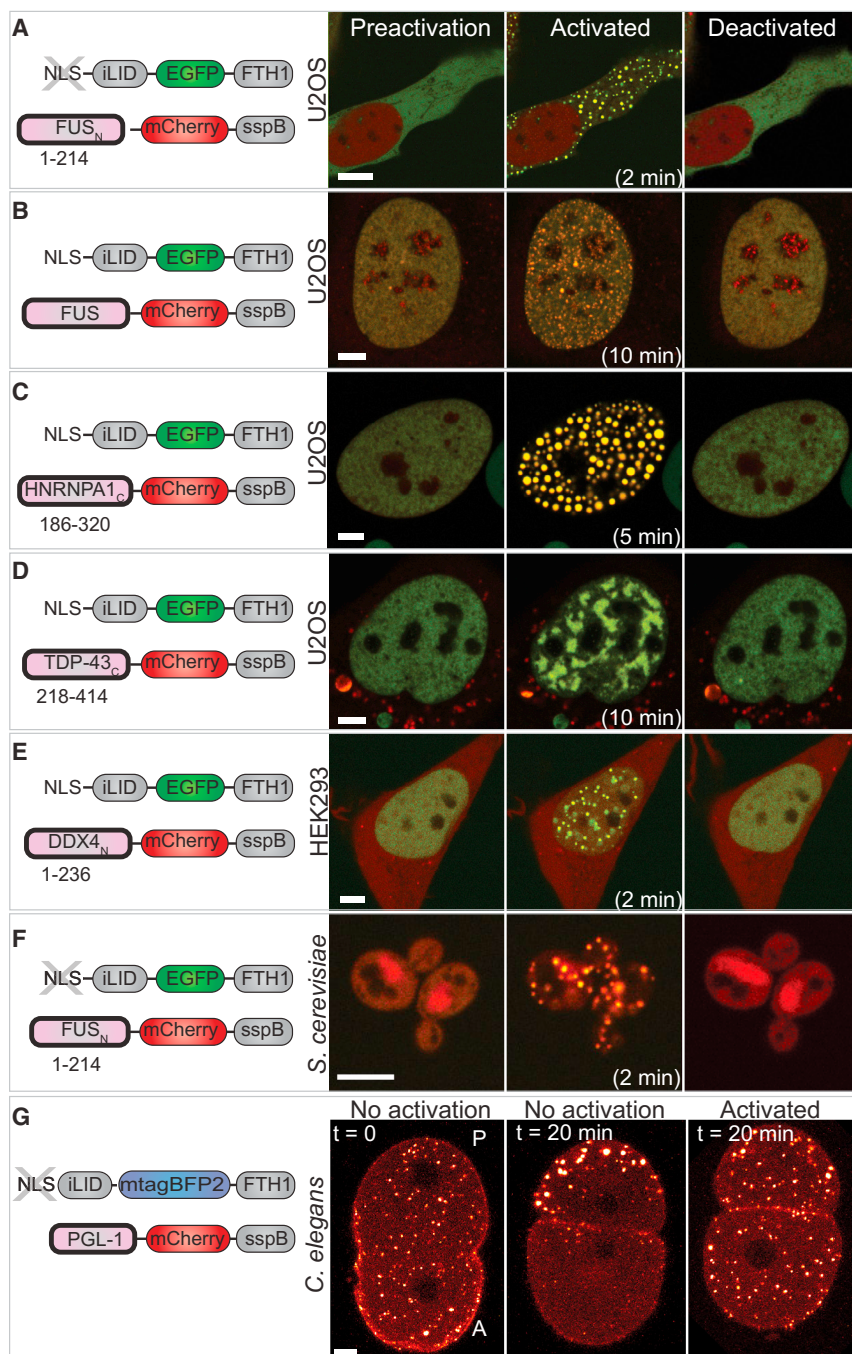 Preactivation Activated Deactivated
A
NLS iLID EGFP FTH1
FUSN mCherry sspB
1-214
U2OS
(2 min)
B
NLS iLID EGFP FTH1
FUS mCherry sspB
U2OS
(10 min)
C
NLS iLID EGFP FTH1
HNRNPA1C mCherry sspB
186-320
U2OS
(5 min)
D
NLS iLID EGFP FTH1
TDP-43C mCherry sspB
218-414
U2OS
(10 min)
E
NLS iLID EGFP FTH1
DDX4N mCherry sspB
1-236
HEK293
(2 min)
F
NLS iLID EGFP FTH1
FUSN mCherry sspB
1-214
S. cerevisiae
(2 min)
G
No activation No activation Activated
t = 0 P t = 20 min t = 20 min
NLS iLID mtagBFP2 FTH1
PGL-1 mCherry sspB
C. elegans
A